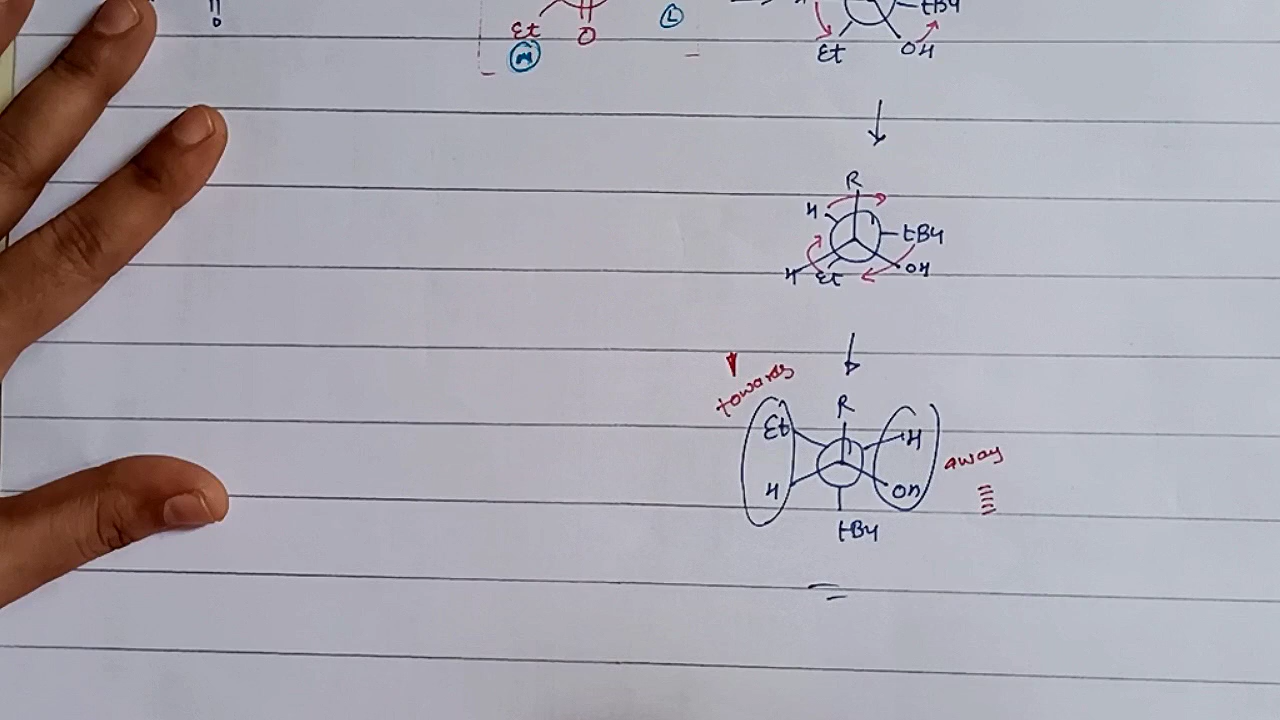 Et O L tBu
M Et OH
R
H tBu
H Et OH
towards R
Et H away
H OH
tBu